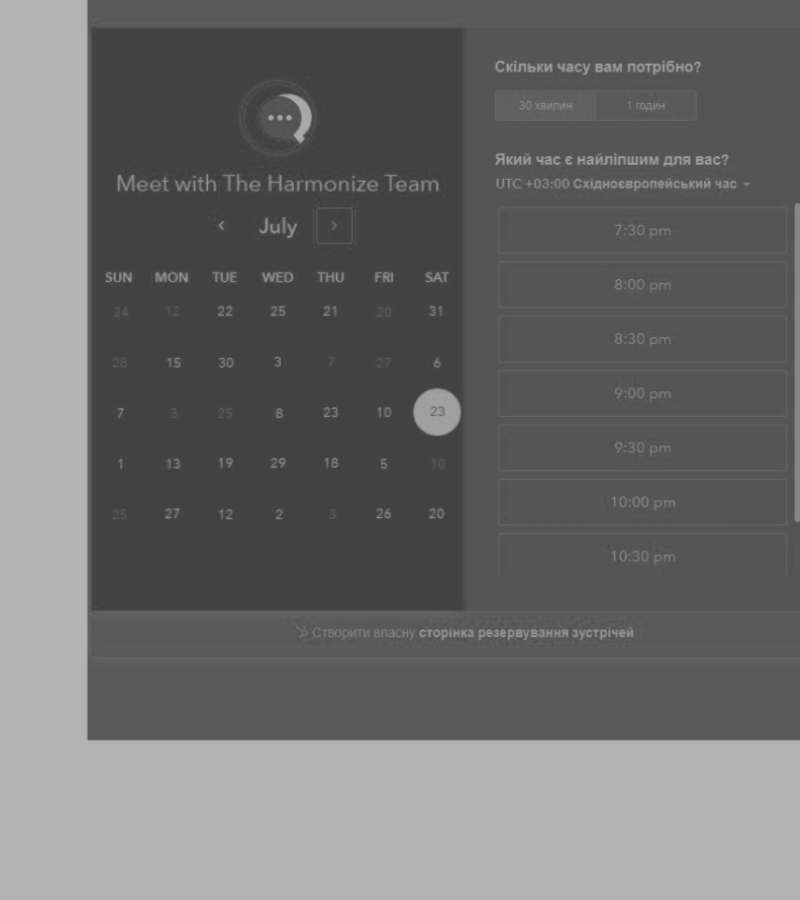 Meet with The Harmonize Team
July
SUN MON TUE WED THU FRI SAT
24 12 22 25 21 20 31
28 15 30 3 7 27 6
7 3 25 8 23 10 23
1 13 19 29 18 5 10
25 27 12 2 3 26 20
Скільки часу вам потрібно?
30 хвилин 1 годин
Який час є найліпшим для вас?
UTC +03:00 Східноєвропейський час
7:30 pm
8:00 pm
8:30 pm
9:00 pm
9:30 pm
10:00 pm
10:30 pm
Створити власну сторінка резервування зустрічей